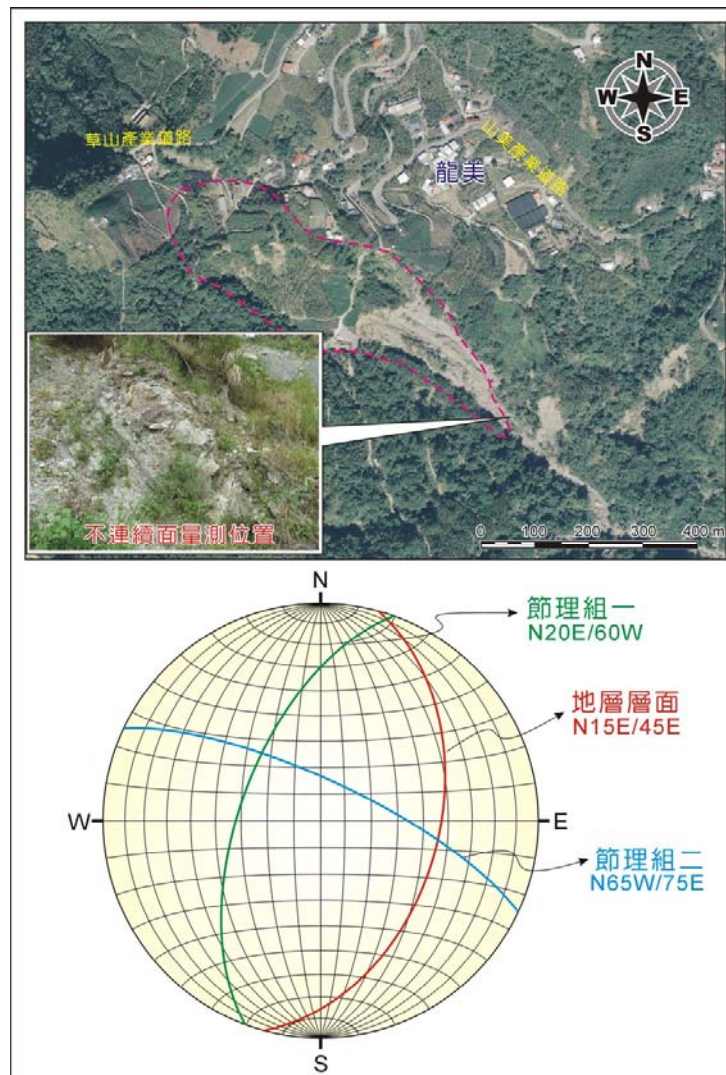 N
W E
S
草山產業道路
山美產業道路
龍美
不連續面量測位置
0 100 200 300 400 m
N
節理組一
N20E/60W
地層層面
N15E/45E
W
E
節理組二
N65W/75E
S